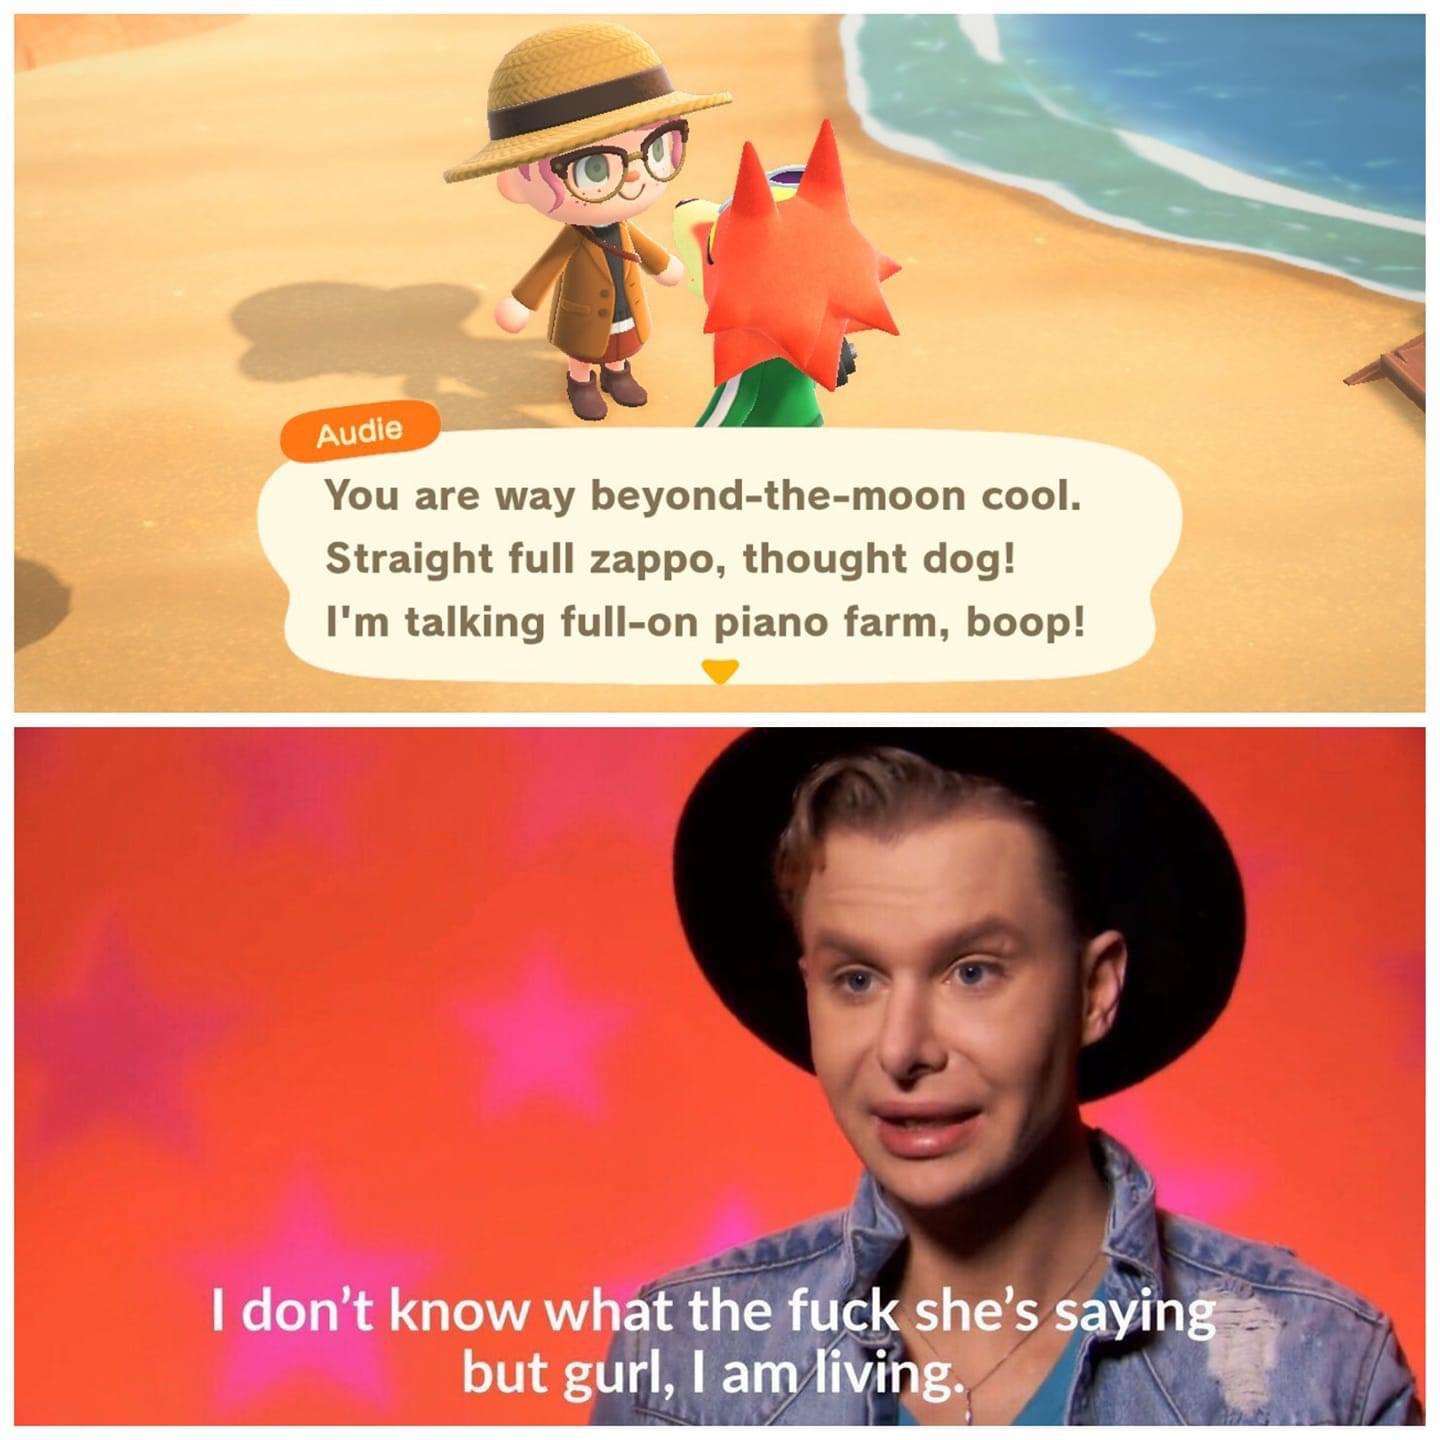 Audie
You are way beyond-the-moon cool.
Straight full zappo, thought dog!
I'm talking full-on piano farm, boop!
I don't know what the fuck she's saying
but gurl, I am living.